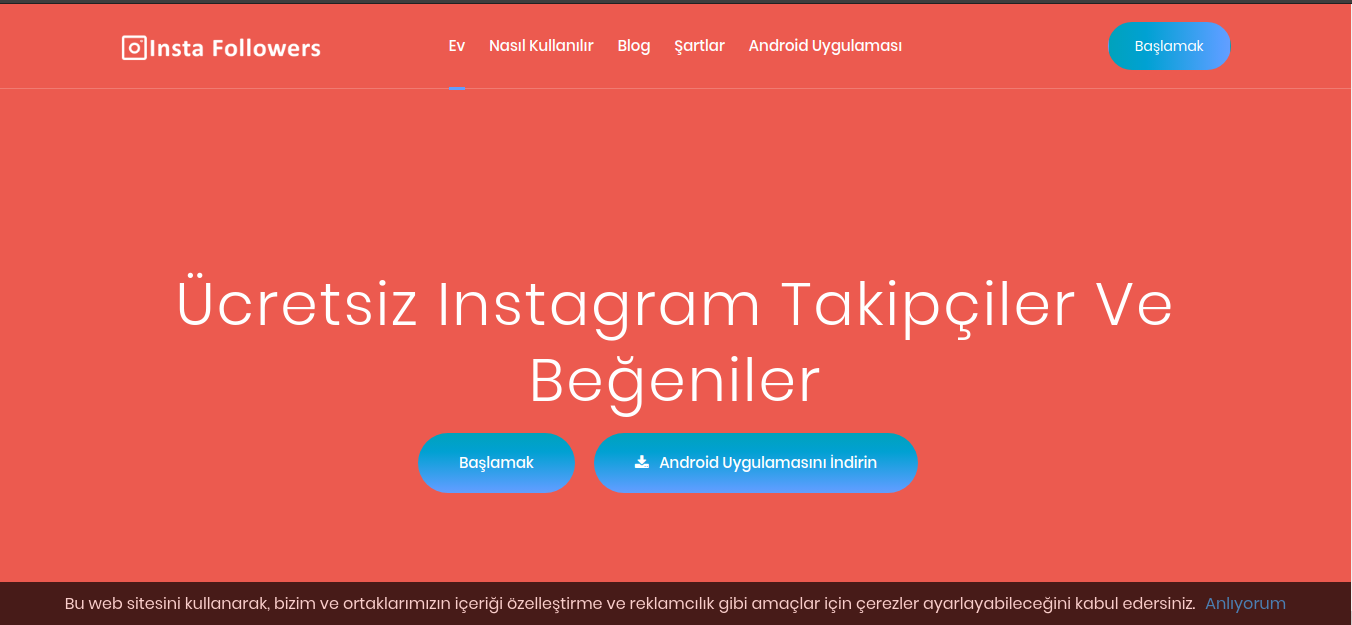 Insta Followers
Ev Nasıl Kullanılır Blog Şartlar Android Uygulaması
Başlamak
Ücretsiz Instagram Takipçiler Ve
Beğeniler
Başlamak
Android Uygulamasını İndirin
Bu web sitesini kullanarak, bizim ve ortaklarımızın içeriği özelleştirme ve reklamcılık gibi amaçlar için çerezler ayarlayabileceğini kabul edersiniz. Anlıyorum